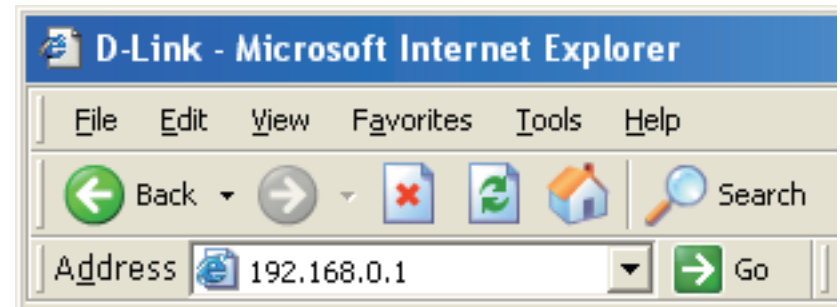 D-Link - Microsoft Internet Explorer
File Edit View Favorites Tools Help
Back Search
Address 192.168.0.1 Go